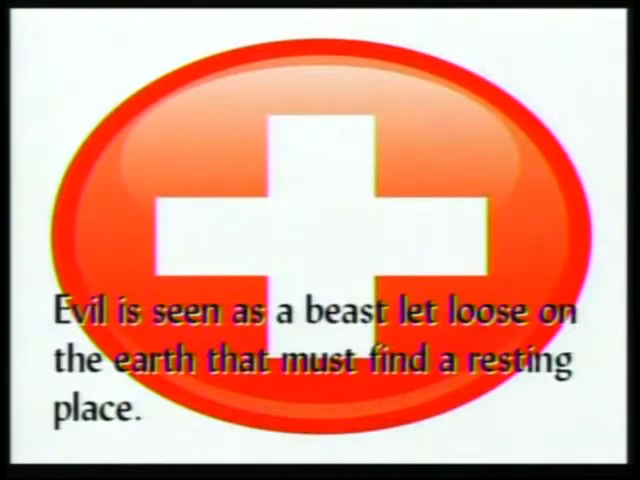 Evil is seen as a beast let loose on
the earth that must find a resting
place.